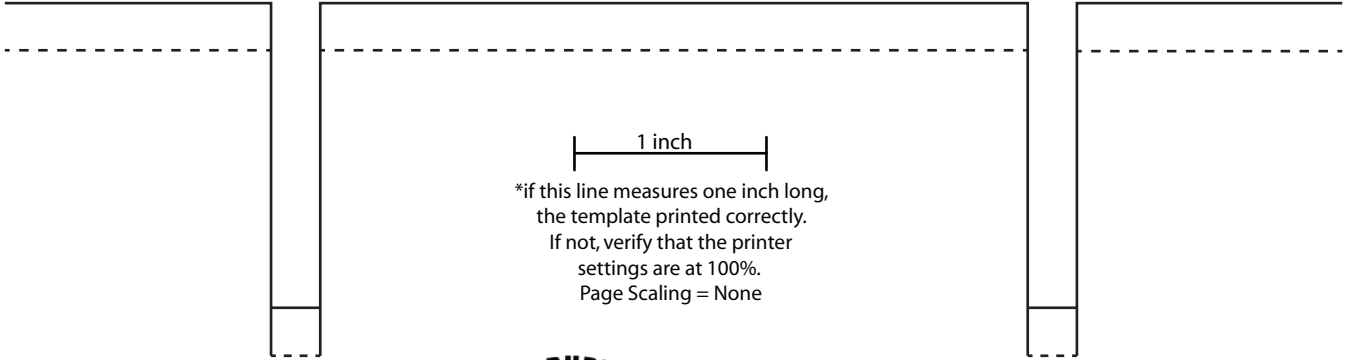 1 inch
*if this line measures one inch long,
the template printed correctly.
If not, verify that the printer
settings are at 100%.
Page Scaling = None